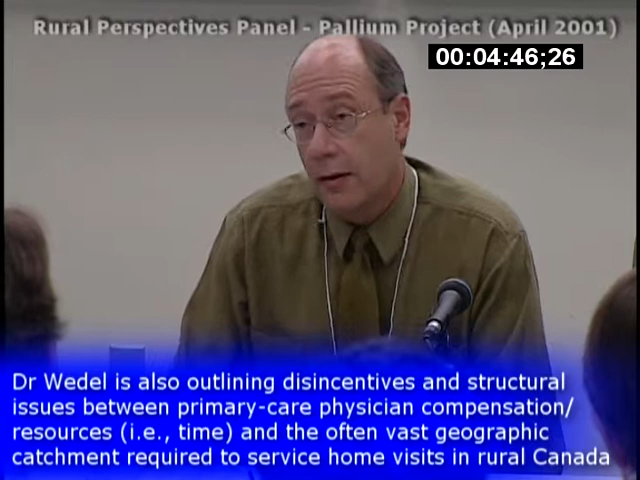 Rural Perspectives Panel - Pallium Project (April 2001)
00:04:46;26
Dr Wedel is also outlining disincentives and structural
issues between primary-care physician compensation/
resources (i.e., time) and the often vast geographic
catchment required to service home visits in rural Canada